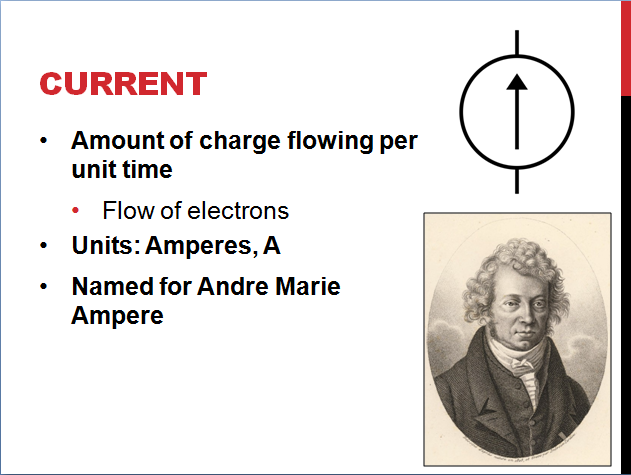 CURRENT
• Amount of charge flowing per
unit time
• Flow of electrons
• Units: Amperes, A
• Named for Andre Marie
Ampere